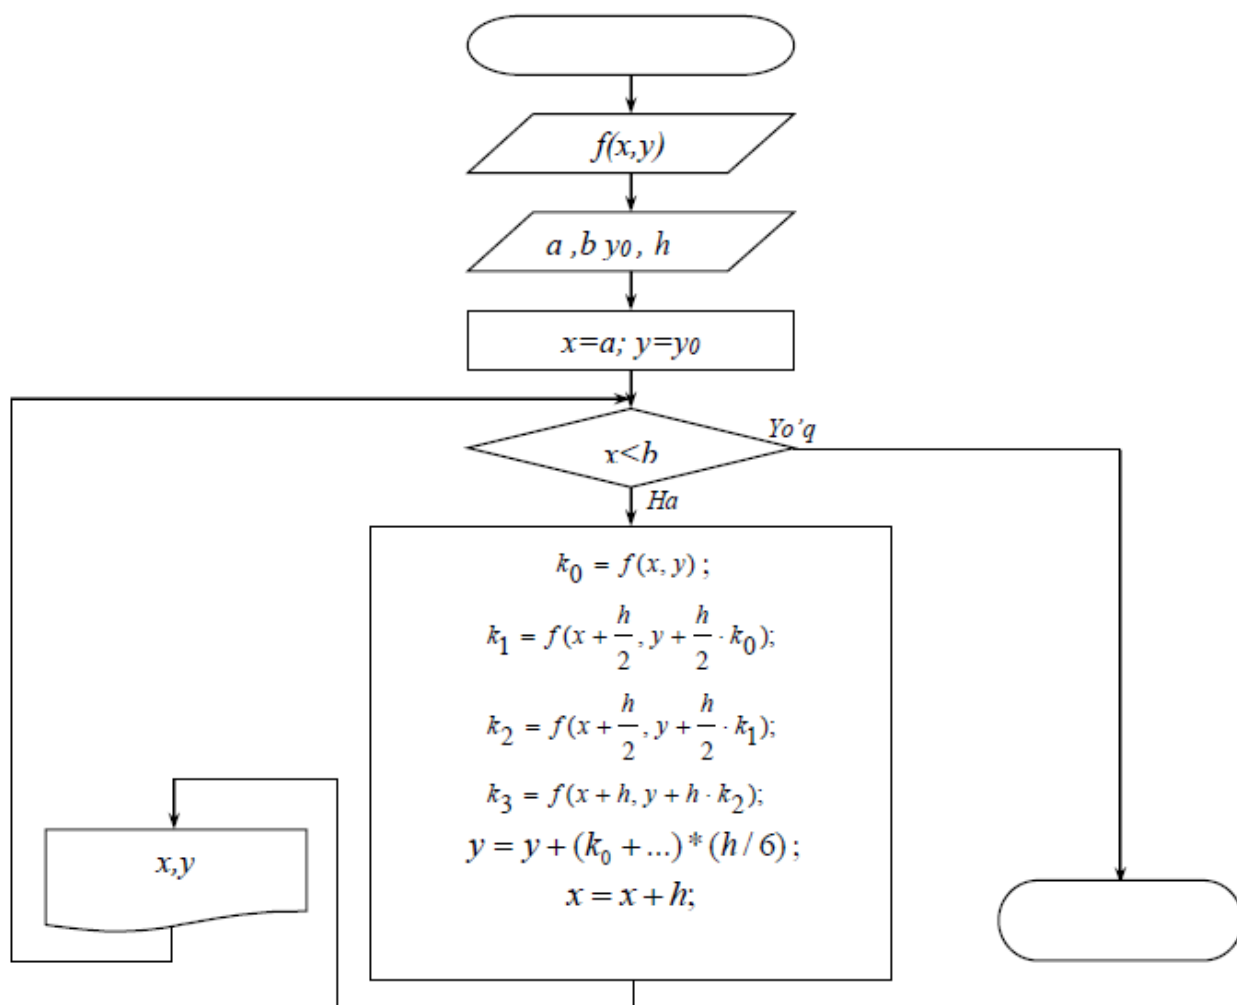 f(x,y)
a ,b y₀ , h
x=a; y=y₀
x<b
Yo'q
Ha
k₀ = f(x, y) ;
k₁ = f(x + h/2, y + h/2 · k₀);
k₂ = f(x + h/2, y + h/2 · k₁);
k₃ = f(x + h, y + h · k₂);
y = y + (k₀ + ...) * (h / 6) ;
x = x + h;
x,y